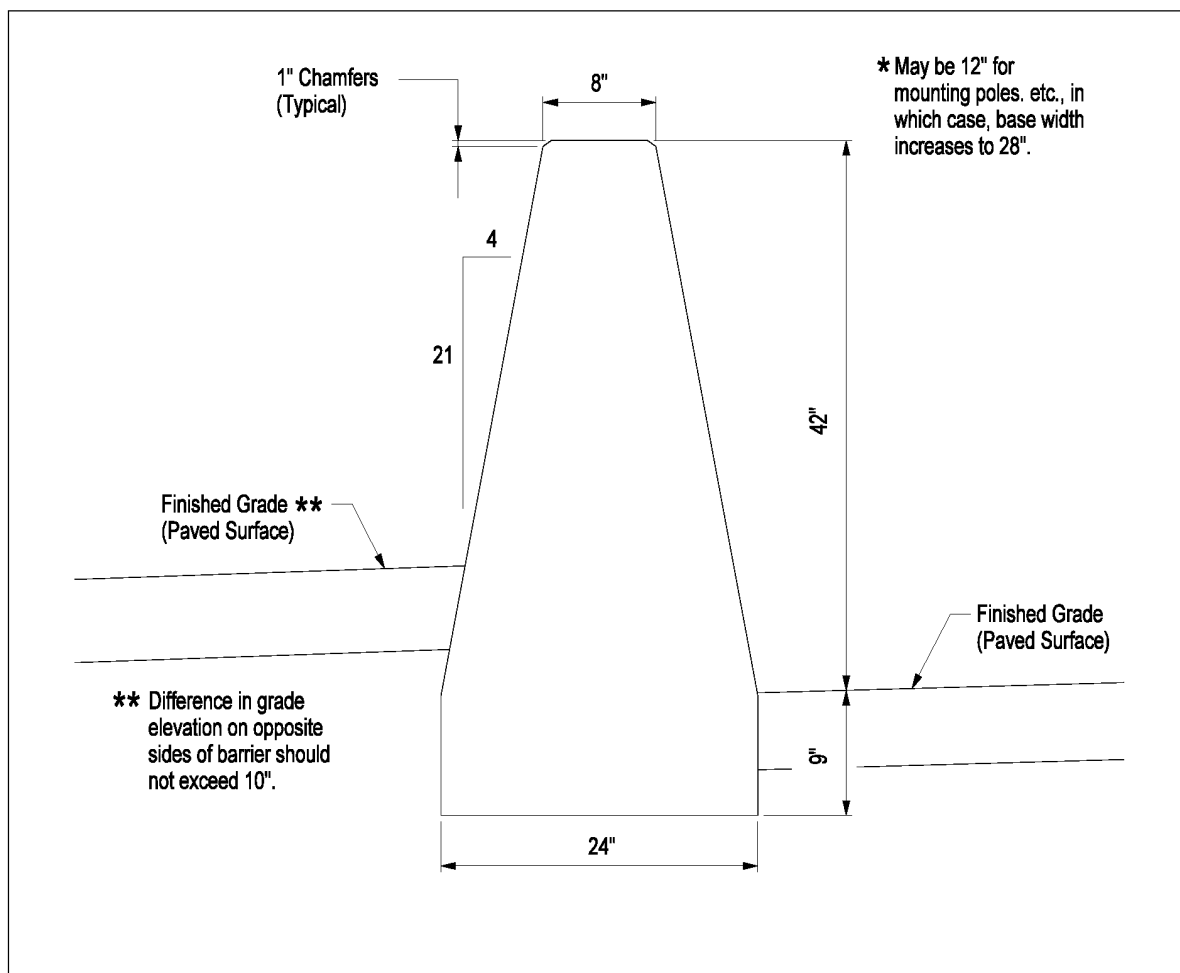 1" Chamfers
(Typical)
8"
* May be 12" for
mounting poles. etc., in
which case, base width
increases to 28".
4
21
42"
Finished Grade **
(Paved Surface)
Finished Grade
(Paved Surface)
** Difference in grade
elevation on opposite
sides of barrier should
not exceed 10".
9"
24"